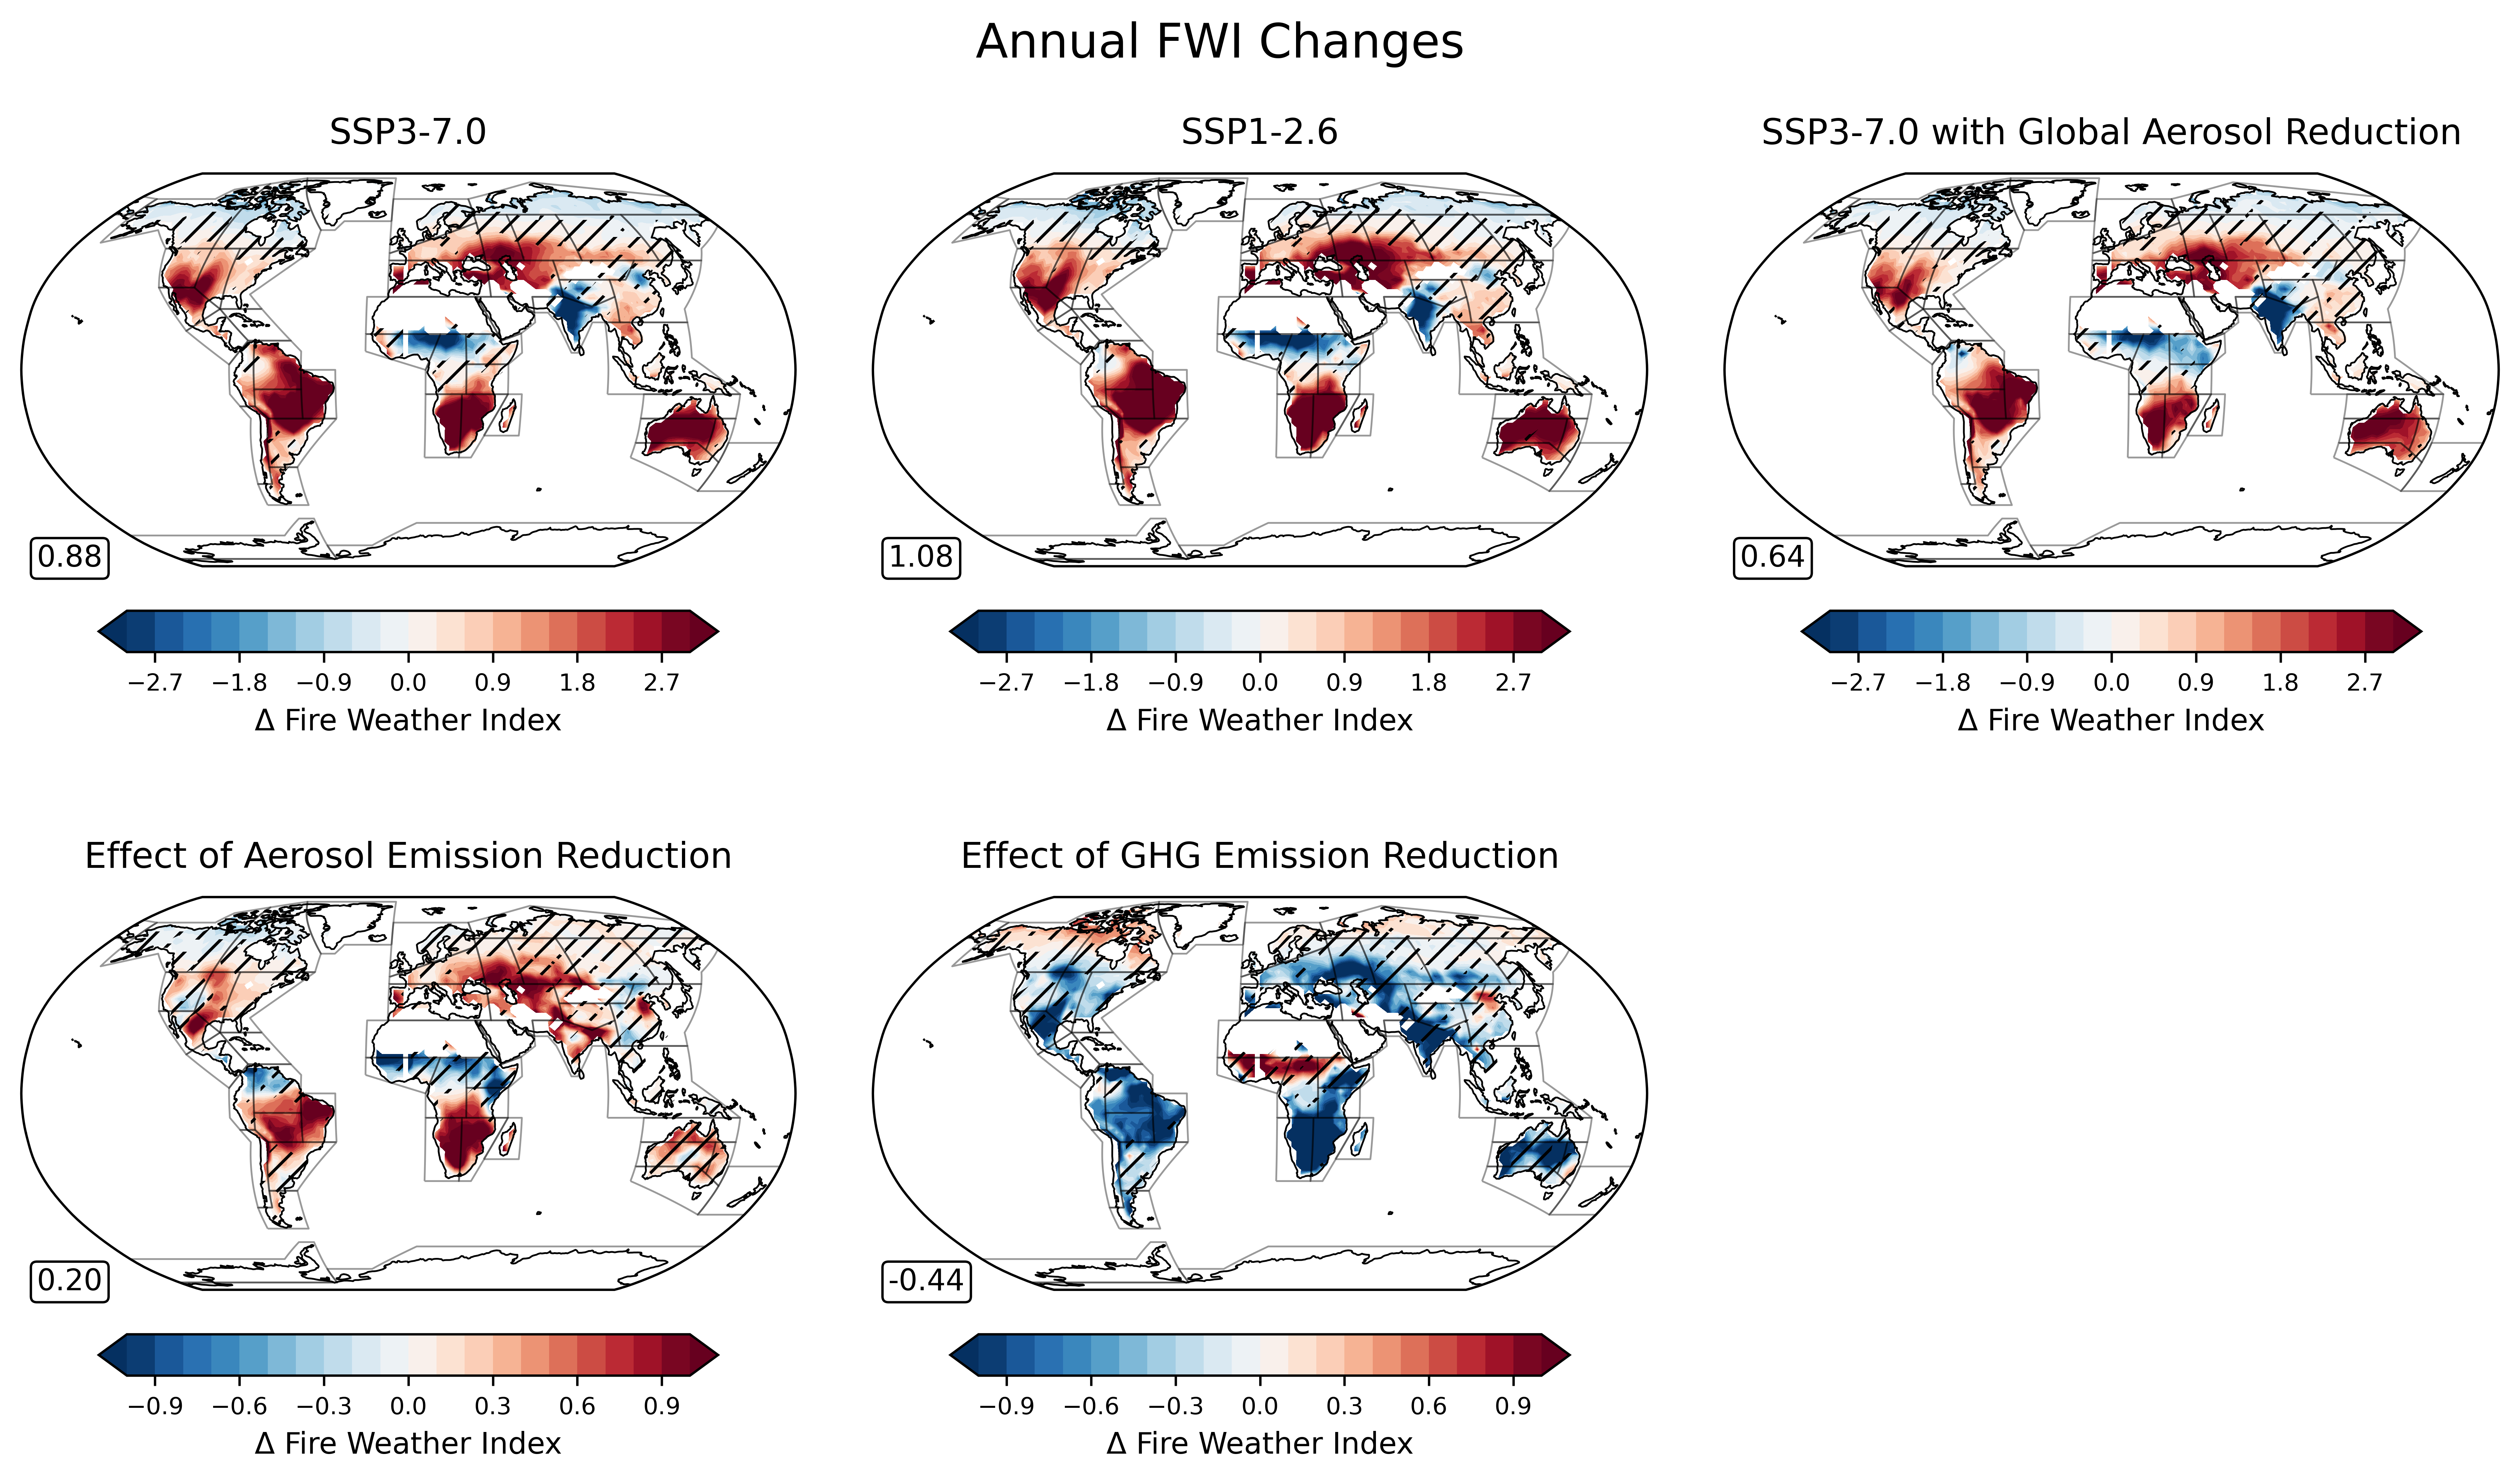 Annual FWI Changes
SSP3-7.0
SSP1-2.6
SSP3-7.0 with Global Aerosol Reduction
0.88
1.08
0.64
−2.7 −1.8 −0.9 0.0 0.9 1.8 2.7
Δ Fire Weather Index
−2.7 −1.8 −0.9 0.0 0.9 1.8 2.7
Δ Fire Weather Index
−2.7 −1.8 −0.9 0.0 0.9 1.8 2.7
Δ Fire Weather Index
Effect of Aerosol Emission Reduction
Effect of GHG Emission Reduction
0.20
-0.44
−0.9 −0.6 −0.3 0.0 0.3 0.6 0.9
Δ Fire Weather Index
−0.9 −0.6 −0.3 0.0 0.3 0.6 0.9
Δ Fire Weather Index